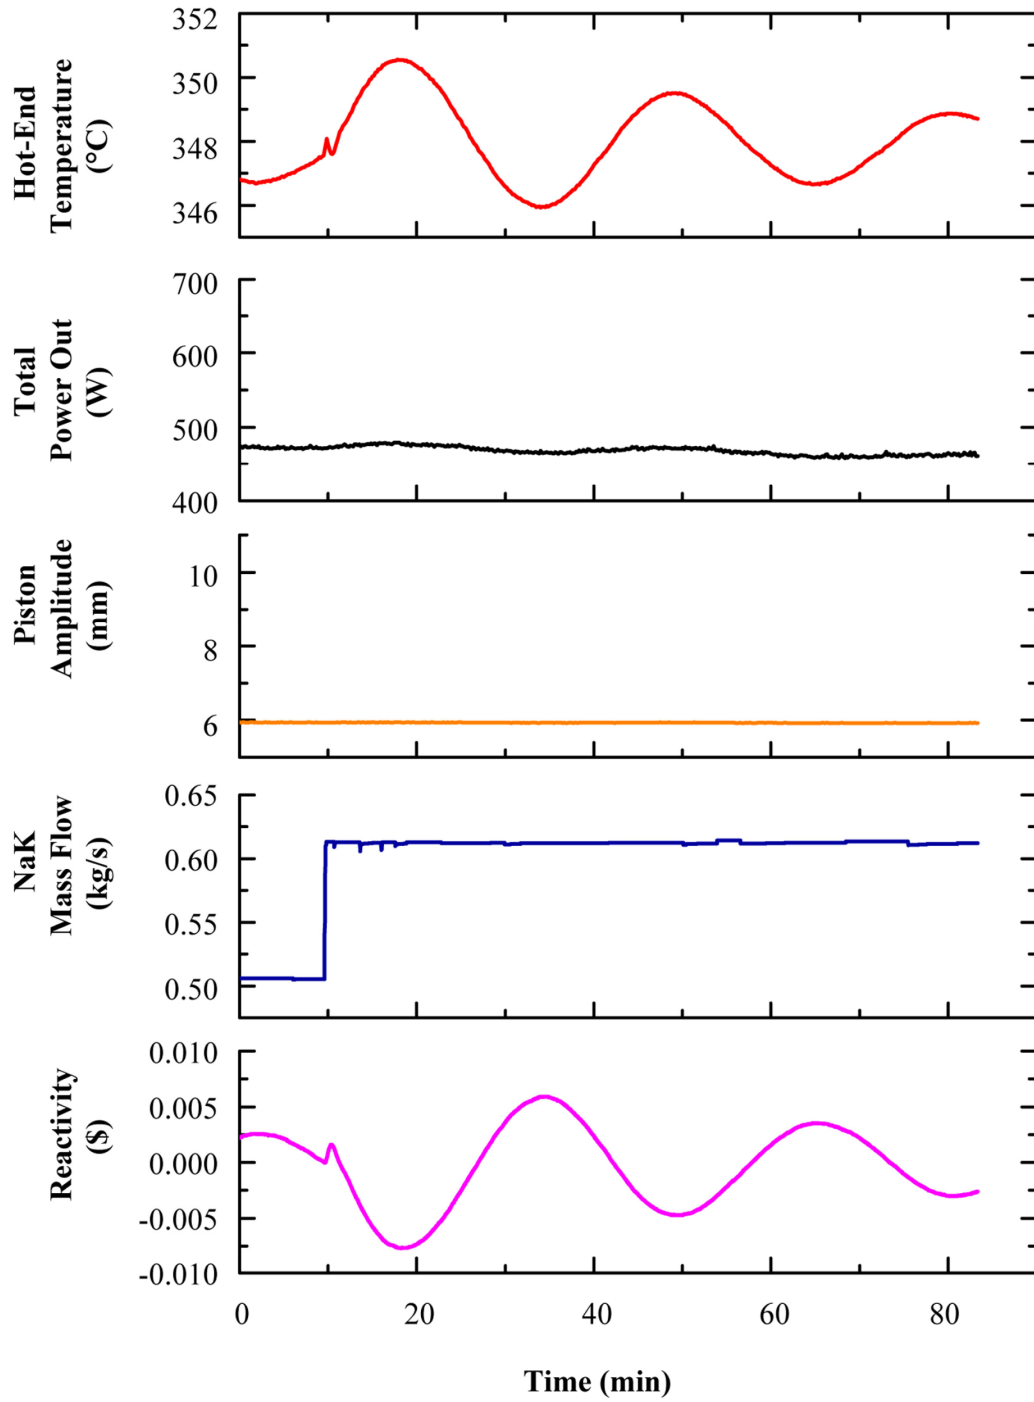 Hot-End
Temperature
(°C)
352
350
348
346
Total
Power Out
(W)
700
600
500
400
Piston
Amplitude
(mm)
10
8
6
NaK
Mass Flow
(kg/s)
0.65
0.60
0.55
0.50
Reactivity
($)
0.010
0.005
0.000
-0.005
-0.010
0 20 40 60 80
Time (min)